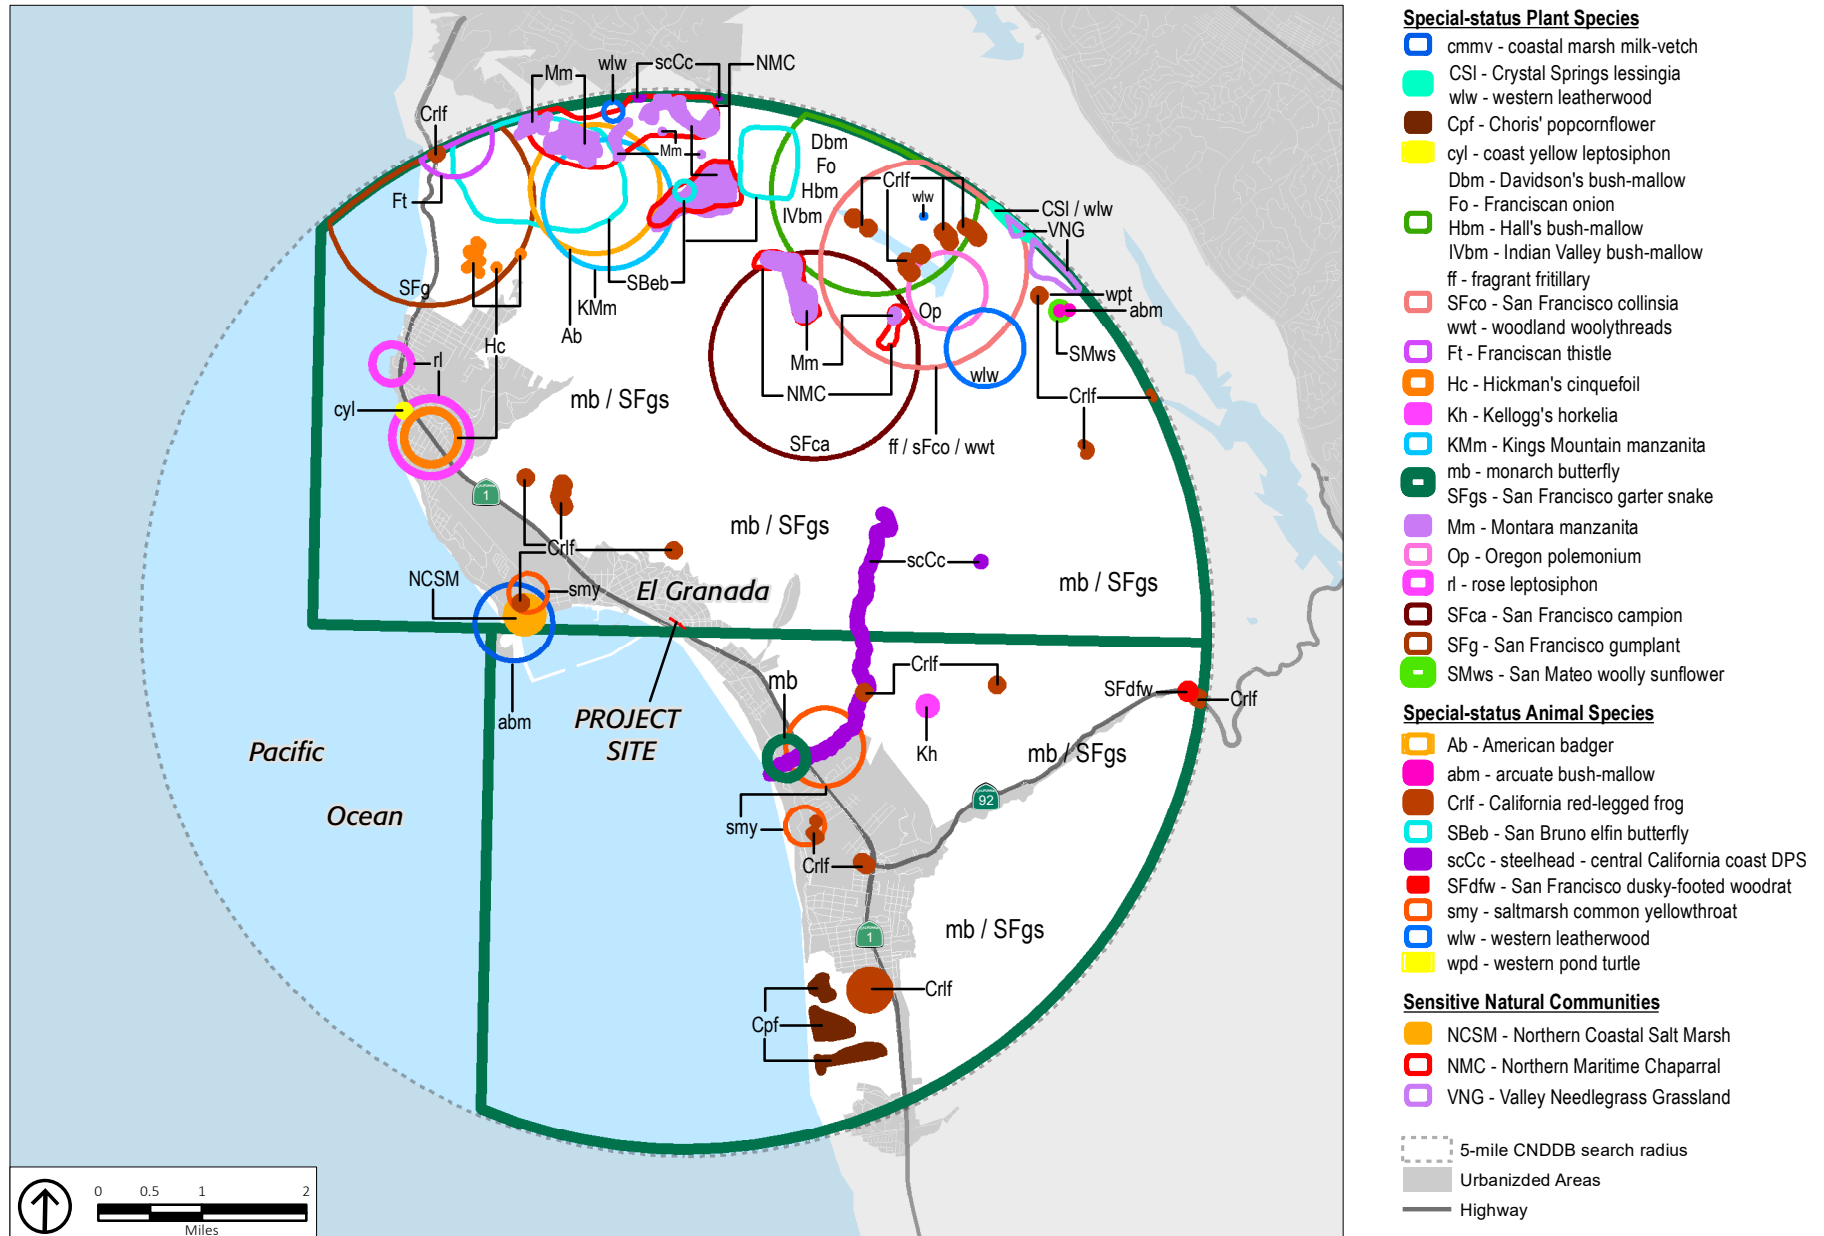 Mm
wlw
scCc
NMC
Crlf
Mm
Dbm
Fo
Hbm
IVbm
Crlf
wlw
Ft
CSI / wlw
VNG
SFg
SBeb
KMm
Ab
wpt
abm
Op
SMws
Hc
rl
Mm
NMC
wlw
Crlf
cyl
mb / SFgs
SFca
ff / sFco / wwt
1
mb / SFgs
Crlf
scCc
NCSM
smy
El Granada
mb / SFgs
abm
PROJECT
SITE
mb
Crlf
Kh
SFdfw
Crlf
mb / SFgs
Pacific
Ocean
CALIFORNIA
92
smy
Crlf
1
mb / SFgs
Cpf
Crlf
0 0.5 1 2
Miles
Special-status Plant Species
cmmv - coastal marsh milk-vetch
CSI - Crystal Springs lessingia
wlw - western leatherwood
Cpf - Choris' popcornflower
cyl - coast yellow leptosiphon
Dbm - Davidson's bush-mallow
Fo - Franciscan onion
Hbm - Hall's bush-mallow
IVbm - Indian Valley bush-mallow
ff - fragrant fritillary
SFco - San Francisco collinsia
wwt - woodland woolythreads
Ft - Franciscan thistle
Hc - Hickman's cinquefoil
Kh - Kellogg's horkelia
KMm - Kings Mountain manzanita
mb - monarch butterfly
SFgs - San Francisco garter snake
Mm - Montara manzanita
Op - Oregon polemonium
rl - rose leptosiphon
SFca - San Francisco campion
SFg - San Francisco gumplant
SMws - San Mateo woolly sunflower
Special-status Animal Species
Ab - American badger
abm - arcuate bush-mallow
Crlf - California red-legged frog
SBeb - San Bruno elfin butterfly
scCc - steelhead - central California coast DPS
SFdfw - San Francisco dusky-footed woodrat
smy - saltmarsh common yellowthroat
wlw - western leatherwood
wpd - western pond turtle
Sensitive Natural Communities
NCSM - Northern Coastal Salt Marsh
NMC - Northern Maritime Chaparral
VNG - Valley Needlegrass Grassland
5-mile CNDDB search radius
Urbanizded Areas
Highway